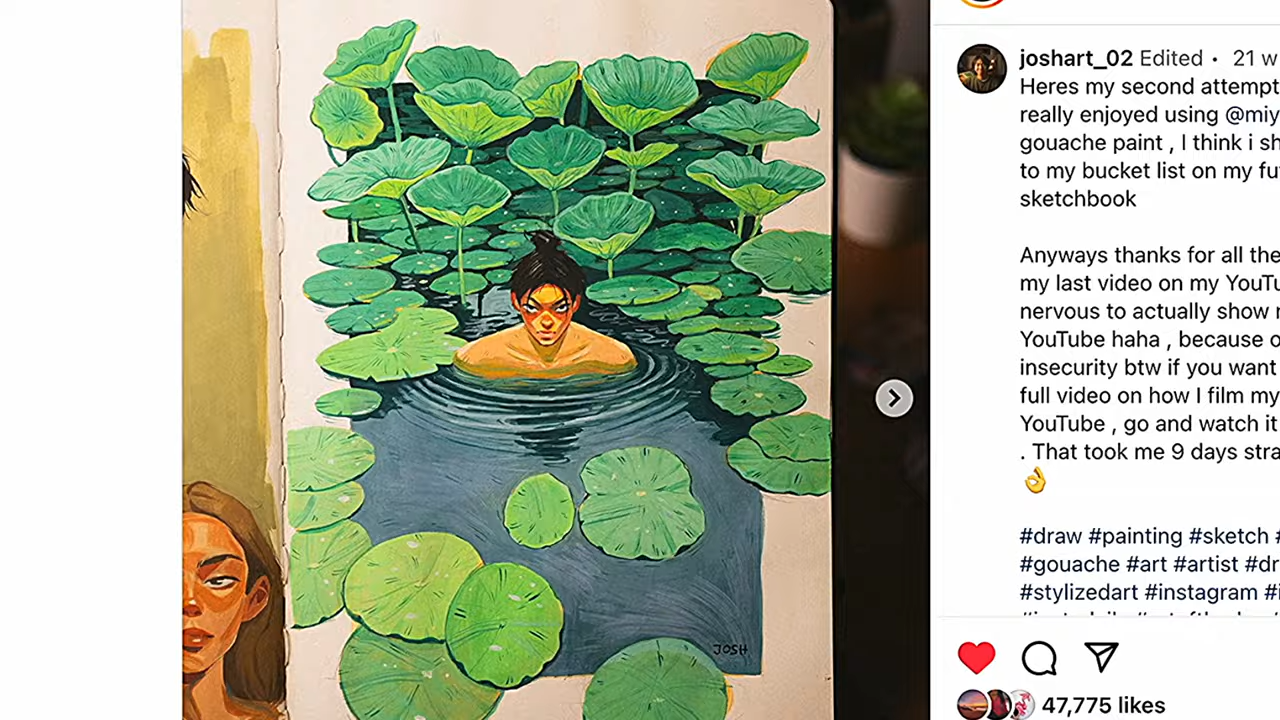 joshart_02 Edited · 21 w
Heres my second attempt
really enjoyed using @miy
gouache paint , I think i sh
to my bucket list on my fu
sketchbook
Anyways thanks for all the
my last video on my YouTu
nervous to actually show
YouTube haha , because o
insecurity btw if you want
full video on how I film my
YouTube , go and watch it
. That took me 9 days stra
👌
#draw #painting #sketch #
#gouache #art #artist #dr
#stylizedart #instagram #i
47,775 likes
JOSH